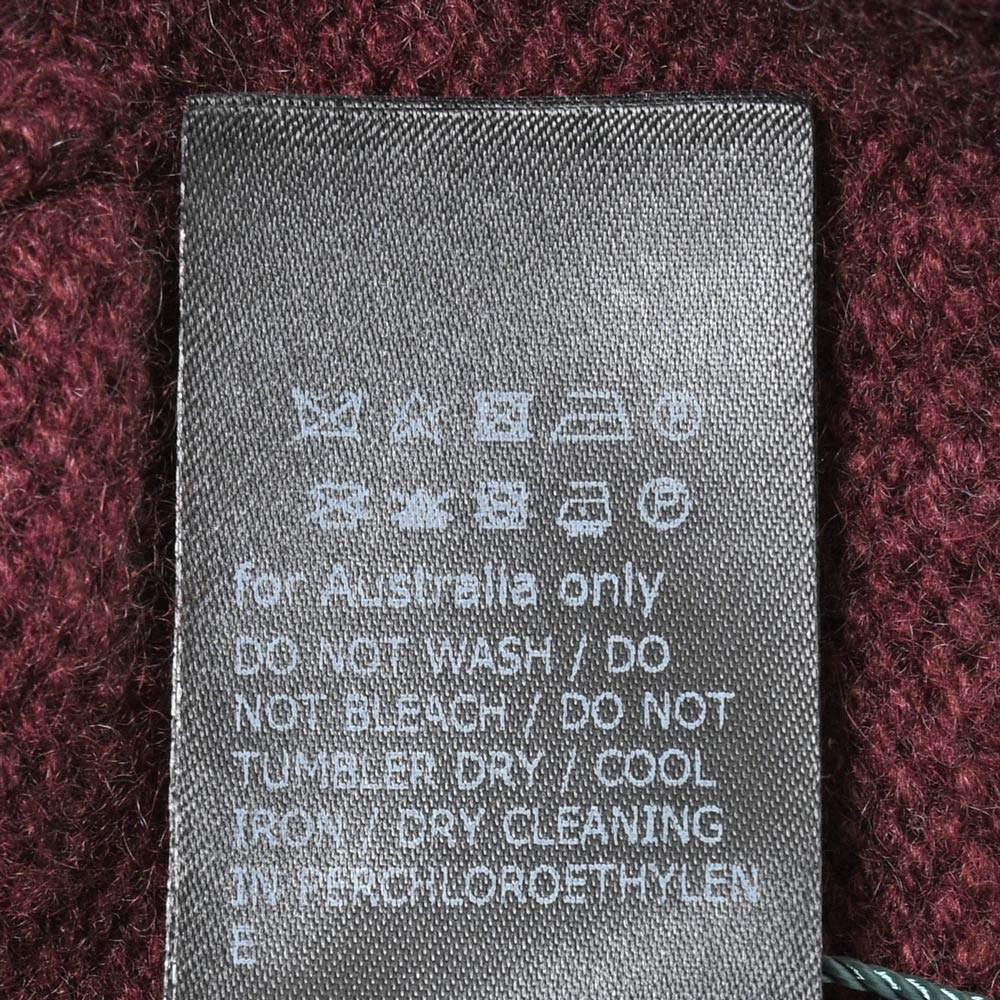 for Australia only
DO NOT WASH / DO
NOT BLEACH / DO NOT
TUMBLER DRY / COOL
IRON / DRY CLEANING
IN PERCHLOROETHYLEN
E